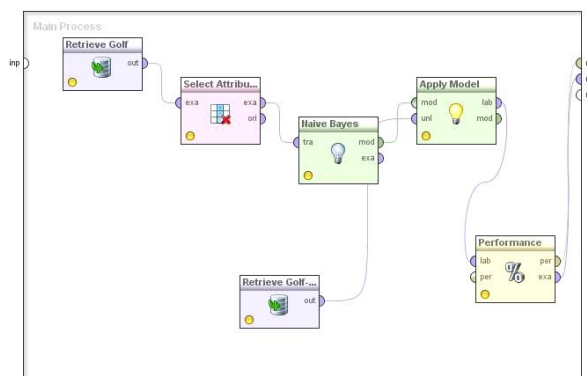 Main Process
Retrieve Golf
inp
out
Select Attribu...
exa
exa
ori
Naive Bayes
tra
mod
exa
Apply Model
mod
lab
unl
mod
Retrieve Golf-...
out
Performance
lab
per
per
exa